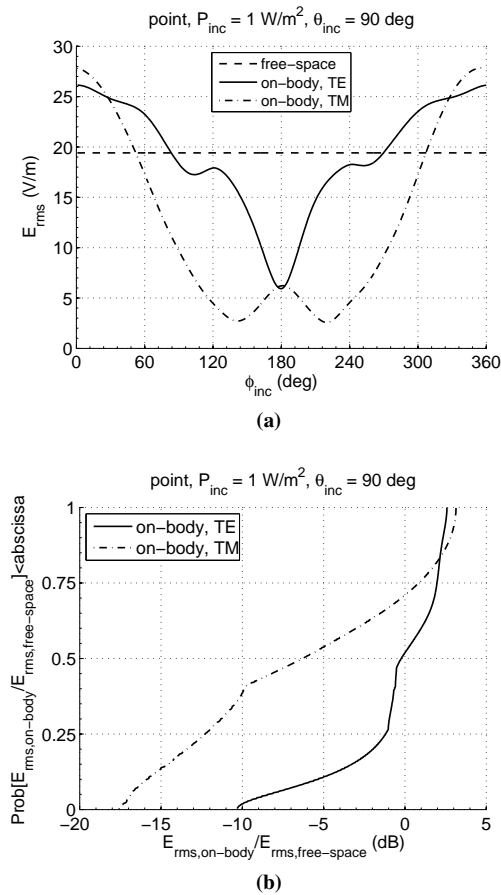 point, P_inc = 1 W/m², θ_inc = 90 deg
30
25
20
15
10
5
0
E_rms (V/m)
free−space
on−body, TE
on−body, TM
0 60 120 180 240 300 360
ϕ_inc (deg)
(a)
point, P_inc = 1 W/m², θ_inc = 90 deg
1
0.75
0.5
0.25
0
Prob[E_rms,on−body/E_rms,free−space]<abscissa
on−body, TE
on−body, TM
−20 −15 −10 −5 0 5
E_rms,on−body/E_rms,free−space (dB)
(b)